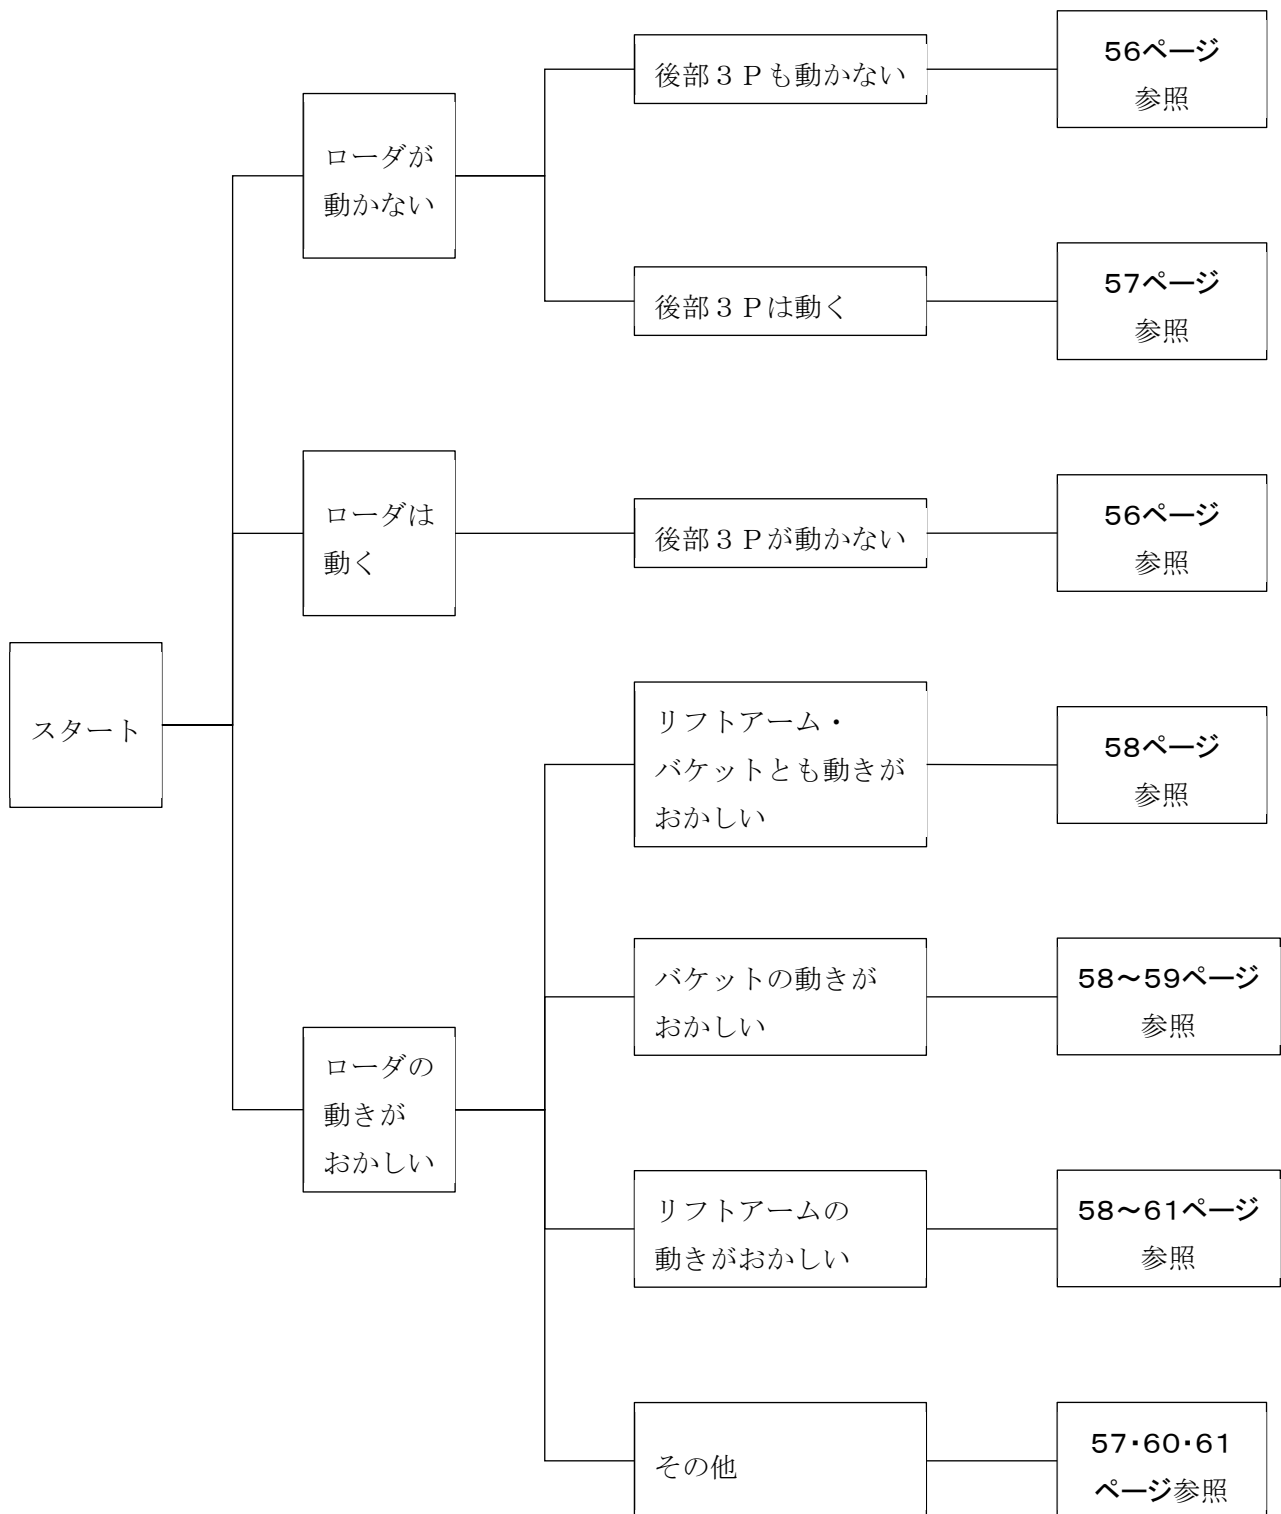 スタート
ローダが
動かない
後部３Ｐも動かない
56ページ
参照
後部３Ｐは動く
57ページ
参照
ローダは
動く
後部３Ｐが動かない
56ページ
参照
ローダの
動きが
おかしい
リフトアーム・
バケットとも動きが
おかしい
58ページ
参照
バケットの動きが
おかしい
58～59ページ
参照
リフトアームの
動きがおかしい
58～61ページ
参照
その他
57・60・61
ページ参照